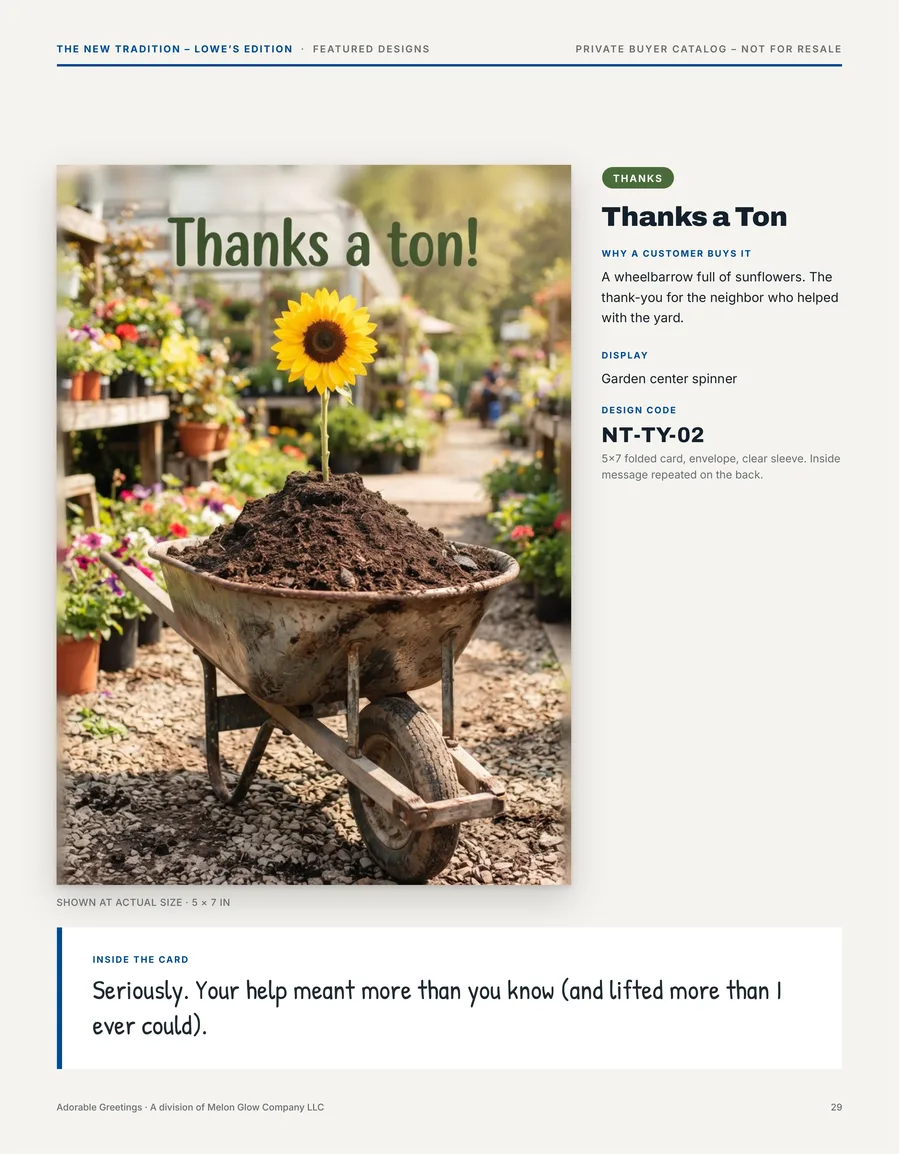 THE NEW TRADITION – LOWE'S EDITION · FEATURED DESIGNS
PRIVATE BUYER CATALOG – NOT FOR RESALE
Thanks a ton!
THANKS
Thanks a Ton
WHY A CUSTOMER BUYS IT
A wheelbarrow full of sunflowers. The
thank-you for the neighbor who helped
with the yard.
DISPLAY
Garden center spinner
DESIGN CODE
NT-TY-02
5×7 folded card, envelope, clear sleeve. Inside
message repeated on the back.
SHOWN AT ACTUAL SIZE · 5 × 7 IN
INSIDE THE CARD
Seriously. Your help meant more than you know (and lifted more than I
ever could).
Adorable Greetings · A division of Melon Glow Company LLC
29